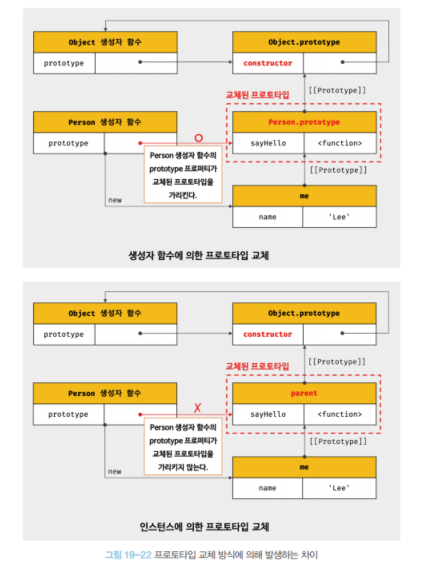 Object 생성자 함수
Object.prototype
prototype
constructor
교체된 프로토타입
[[Prototype]]
Person 생성자 함수
Person.prototype
prototype
sayHello
<function>
Person 생성자 함수의
prototype 프로퍼티가
교체된 프로토타입을
가리킨다.
[[Prototype]]
new
me
name
'Lee'
생성자 함수에 의한 프로토타입 교체
Object 생성자 함수
Object.prototype
prototype
constructor
교체된 프로토타입
[[Prototype]]
Person 생성자 함수
parent
prototype
sayHello
<function>
Person 생성자 함수의
prototype 프로퍼티가
교체된 프로토타입을
가리키지 않는다.
[[Prototype]]
new
me
name
'Lee'
인스턴스에 의한 프로토타입 교체
그림 19-22 프로토타입 교체 방식에 의해 발생하는 차이